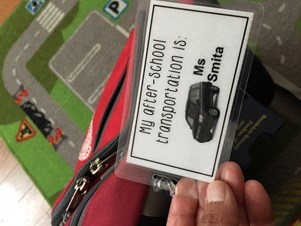 My after-school
transportation is:
Ms
Smita
P